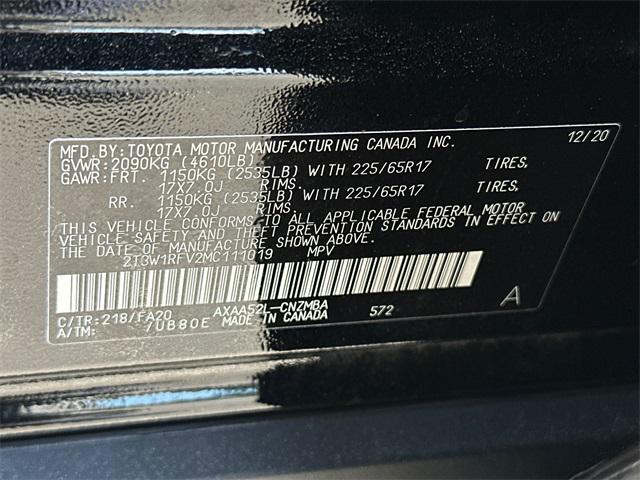 MFD.BY:TOYOTA MOTOR MANUFACTURING CANADA INC. 12/20
GVWR:2090KG (4610LB)
GAWR:FRT. 1150KG (2535LB) WITH 225/65R17 TIRES,
17X7.0J RIMS.
RR. 1150KG (2535LB) WITH 225/65R17 TIRES,
17X7.0J RIMS.
THIS VEHICLE CONFORMS TO ALL APPLICABLE FEDERAL MOTOR
VEHICLE SAFETY AND THEFT PREVENTION STANDARDS IN EFFECT ON
THE DATE OF MANUFACTURE SHOWN ABOVE.
2T3W1RFV2MC111019 MPV
C/TR:218/FA20 AXAA52L-CNZMBA 572 A
A/TM: /UB80E MADE IN CANADA